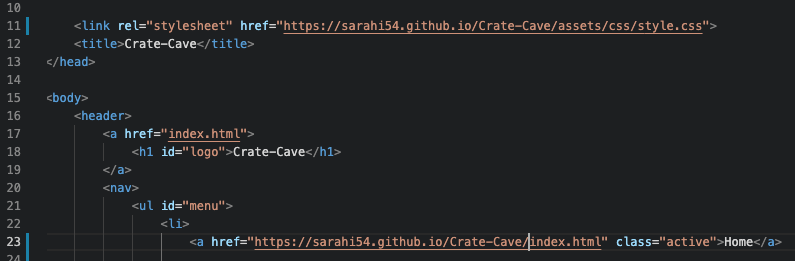 10
11 <link rel="stylesheet" href="https://sarahi54.github.io/Crate-Cave/assets/css/style.css">
12 <title>Crate-Cave</title>
13 </head>
14
15 <body>
16 <header>
17 <a href="index.html">
18 <h1 id="logo">Crate-Cave</h1>
19 </a>
20 <nav>
21 <ul id="menu">
22 <li>
23 <a href="https://sarahi54.github.io/Crate-Cave/index.html" class="active">Home</a>
24